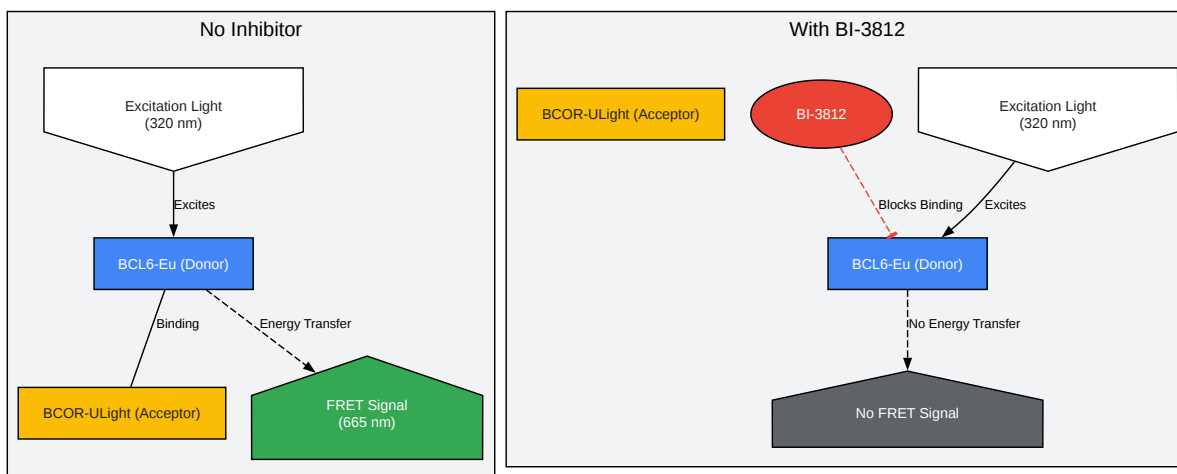 No Inhibitor
Excitation Light
(320 nm)
Excites
BCL6-Eu (Donor)
Binding
Energy Transfer
BCOR-ULight (Acceptor)
FRET Signal
(665 nm)
With BI-3812
BCOR-ULight (Acceptor)
BI-3812
Excitation Light
(320 nm)
Blocks Binding
Excites
BCL6-Eu (Donor)
No Energy Transfer
No FRET Signal